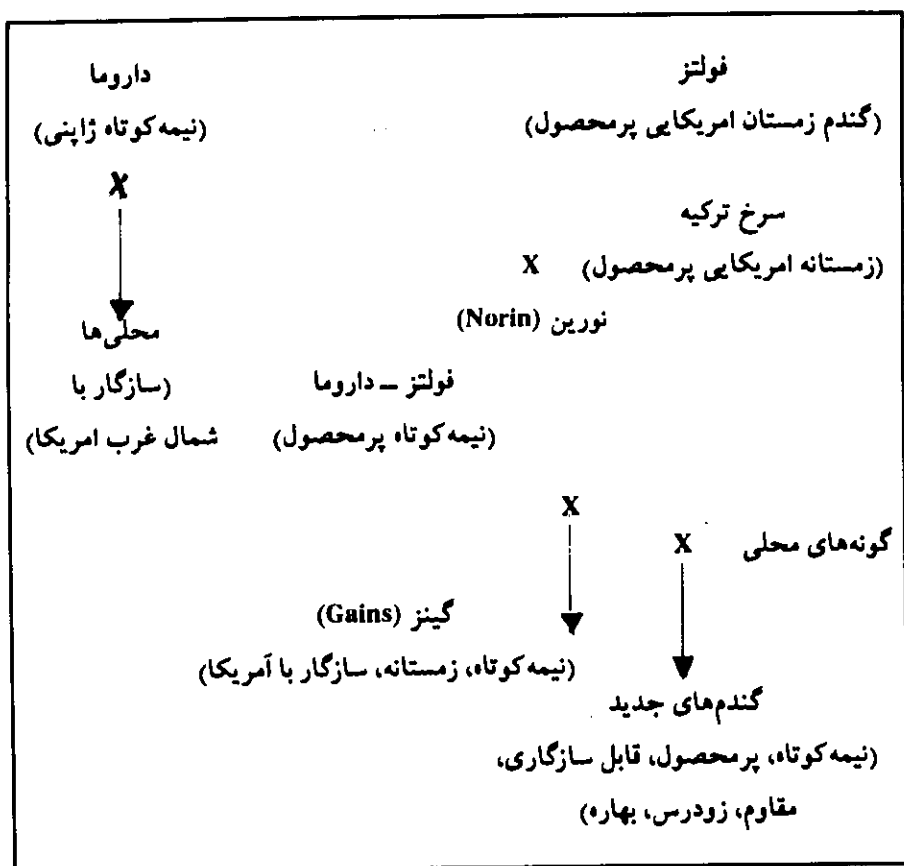 فولتز
داروما
(گندم زمستان امریکایی پرمحصول)
(نیمه‌کوتاه ژاپنی)
X
سرخ ترکیه
(زمستانه امریکایی پرمحصول) X
نورین (Norin)
محلی‌ها
فولتز – داروما
(سازگار با
(نیمه‌کوتاه پرمحصول)
شمال غرب امریکا)
X
گونه‌های محلی X
گینز (Gains)
(نیمه‌کوتاه، زمستانه، سازگار با آمریکا)
گندم‌های جدید
(نیمه‌کوتاه، پرمحصول، قابل سازگاری،
مقاوم، زودرس، بهاره)